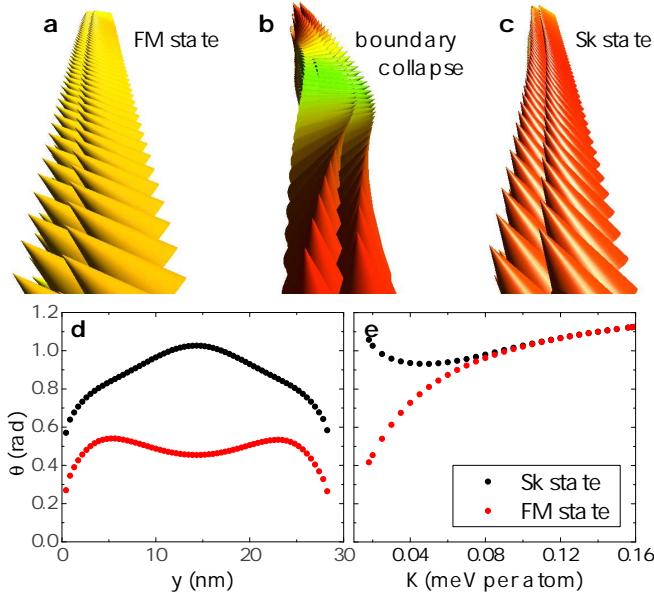 a FM state
b boundary
collapse
c Sk state
d
1.2
1.0
0.8
0.6
0.4
0.2
0.0
θ (rad)
0 10 20 30
y (nm)
e
Sk state
FM state
0.04 0.08 0.12 0.16
K (meV per atom)